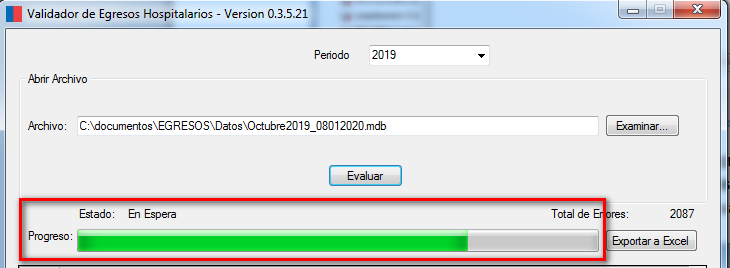 Validador de Egresos Hospitalarios - Version 0.3.5.21
Periodo 2019
Abrir Archivo
Archivo: C:\documentos\EGRESOS\Datos\Octubre2019_08012020.mdb Examinar...
Evaluar
Estado: En Espera Total de Errores: 2087
Progreso: Exportar a Excel